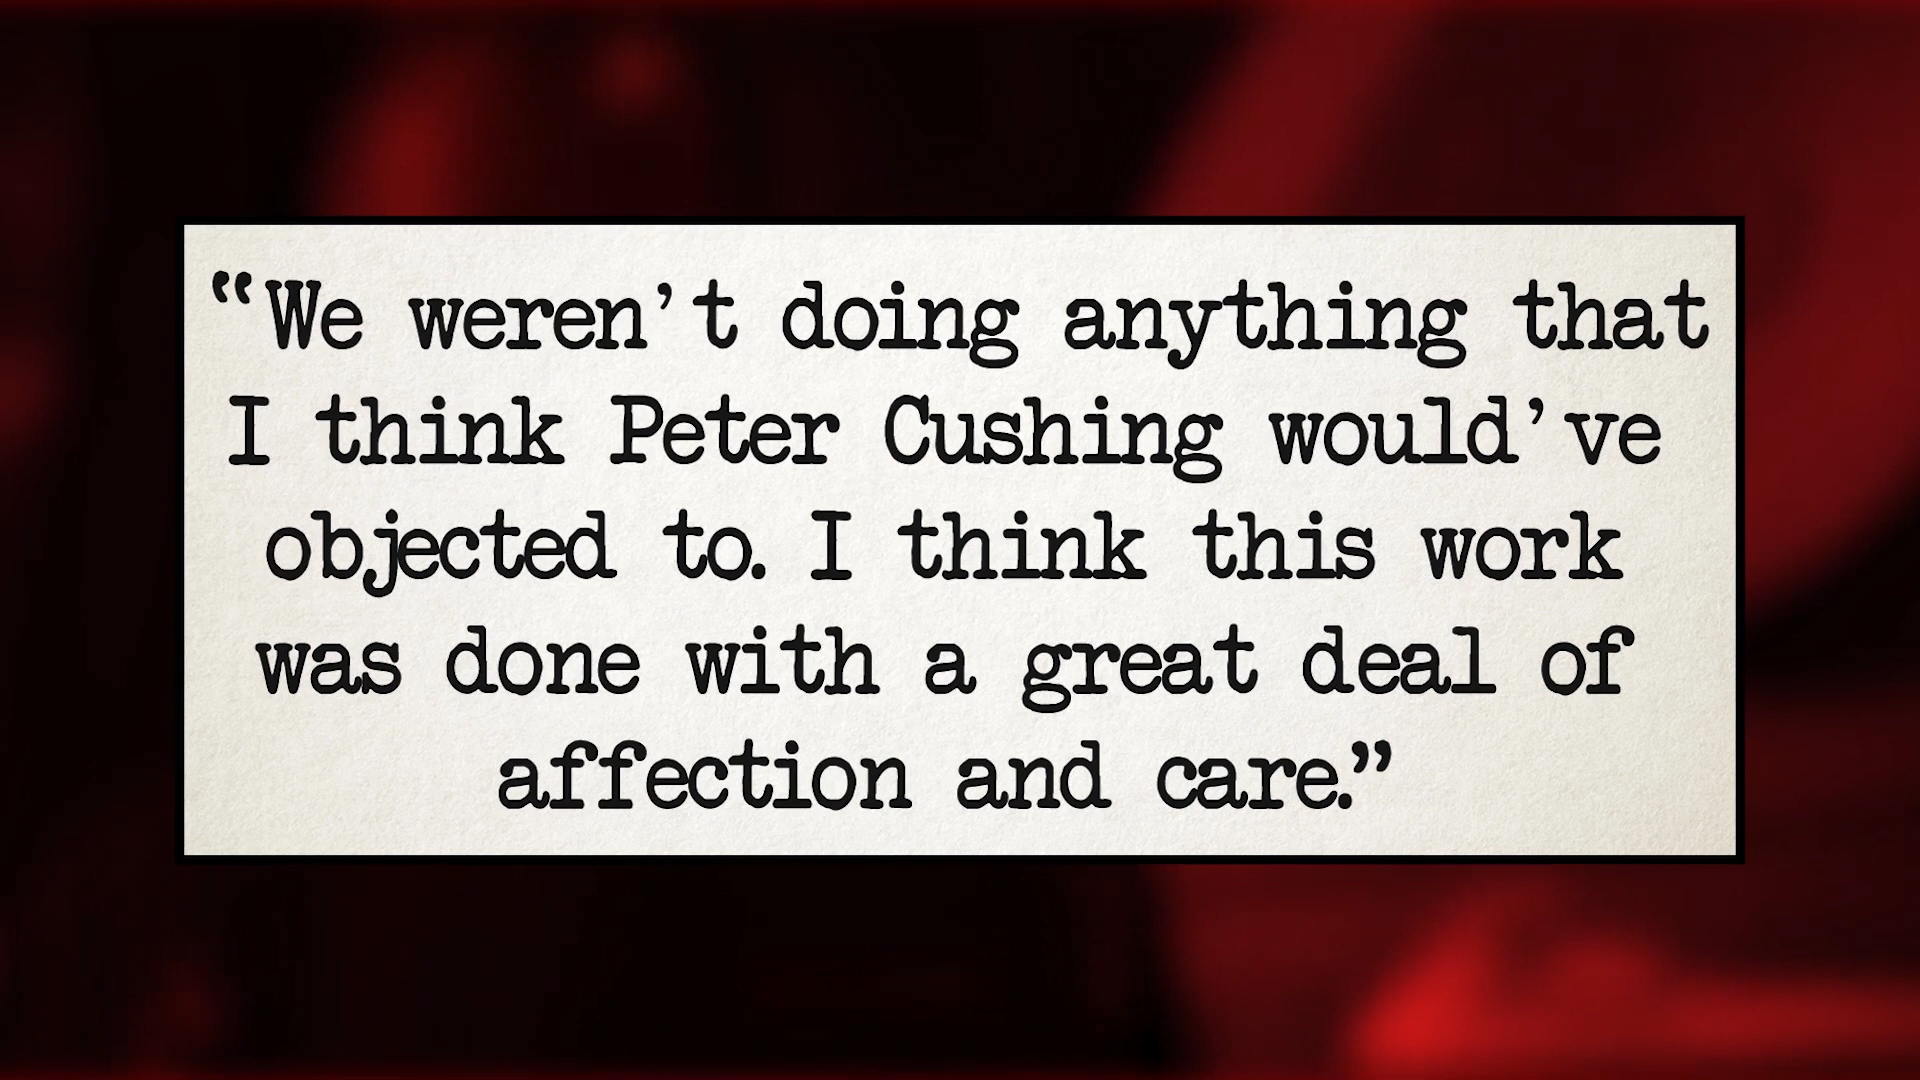 “We weren’t doing anything that
I think Peter Cushing would’ve
objected to. I think this work
was done with a great deal of
affection and care.”